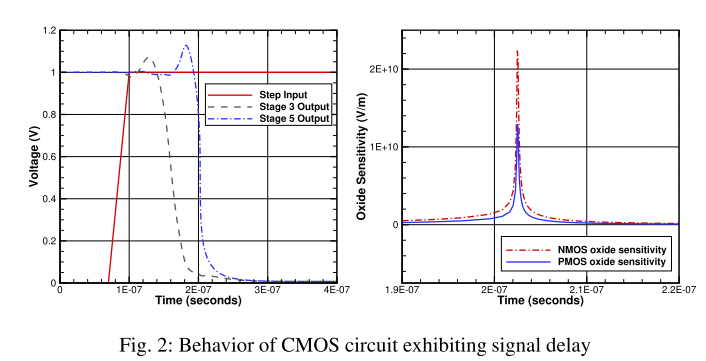 1.2
1
0.8
0.6
0.4
0.2
0
Voltage (V)
Step Input
Stage 3 Output
Stage 5 Output
0 1E-07 2E-07 3E-07 4E-07
Time (seconds)
2E+10
1E+10
0
Oxide Sensitivity (V/m)
NMOS oxide sensitivity
PMOS oxide sensitivity
1.9E-07 2E-07 2.1E-07 2.2E-07
Time (seconds)
Fig. 2: Behavior of CMOS circuit exhibiting signal delay